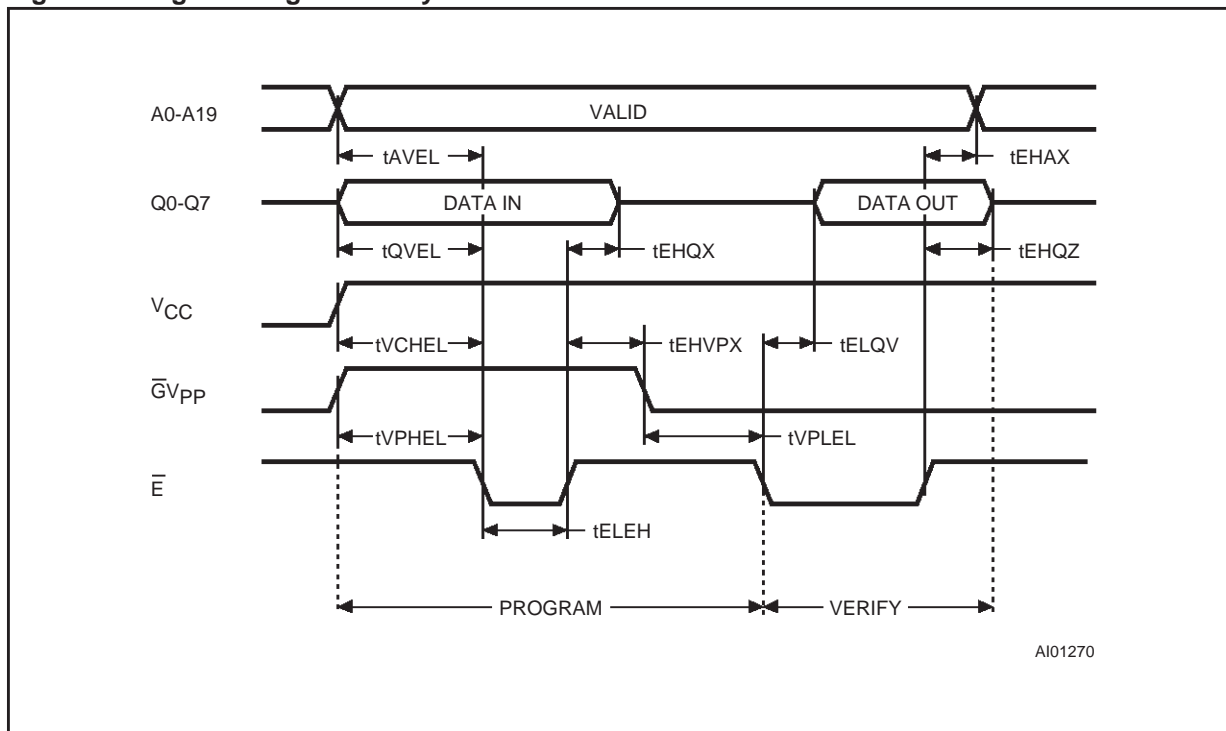 A0-A19
VALID
tAVEL
tEHAX
Q0-Q7
DATA IN
DATA OUT
tQVEL
tEHQX
tEHQZ
VCC
tVCHEL
tEHVPX
tELQV
G̅VPP
tVPHEL
tVPLEL
E̅
tELEH
PROGRAM
VERIFY
AI01270